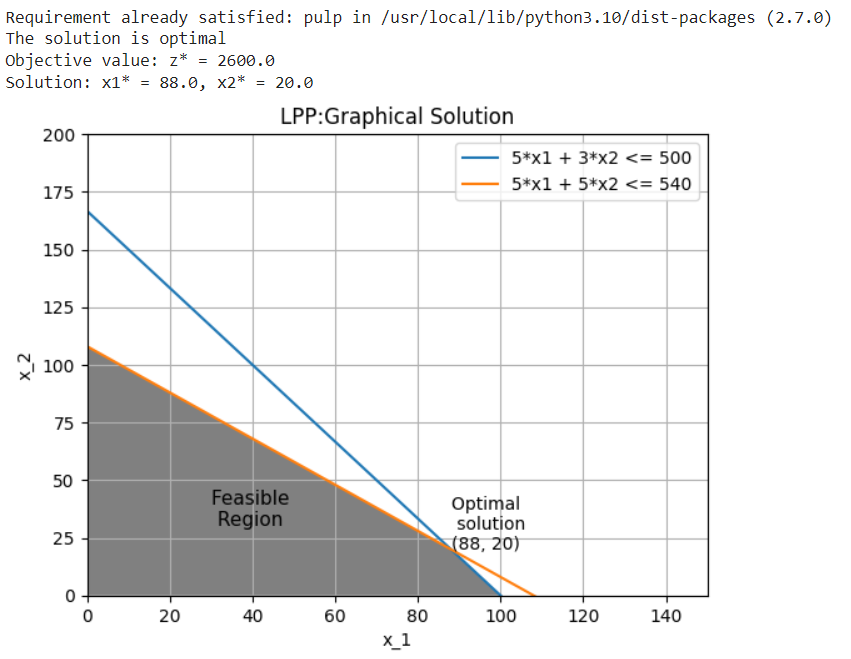 Requirement already satisfied: pulp in /usr/local/lib/python3.10/dist-packages (2.7.0)
The solution is optimal
Objective value: z* = 2600.0
Solution: x1* = 88.0, x2* = 20.0
LPP:Graphical Solution
200
175
150
125
100
75
50
25
0
x_2
5*x1 + 3*x2 <= 500
5*x1 + 5*x2 <= 540
Feasible
Region
Optimal
solution
(88, 20)
0 20 40 60 80 100 120 140
x_1